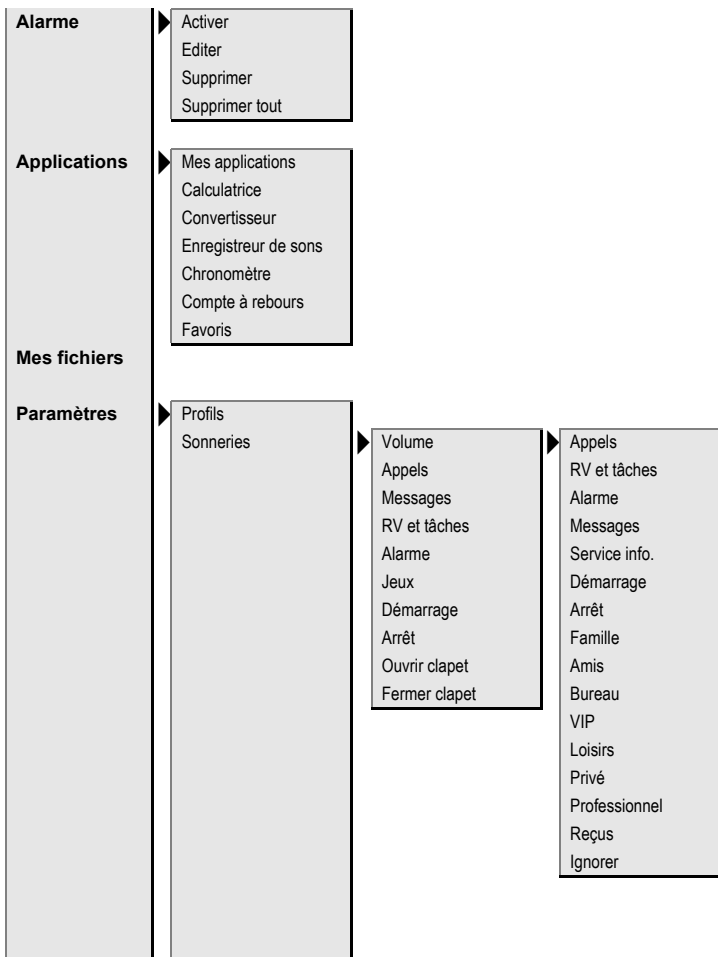 Alarme
Activer
Editer
Supprimer
Supprimer tout
Applications
Mes applications
Calculatrice
Convertisseur
Enregistreur de sons
Chronomètre
Compte à rebours
Favoris
Mes fichiers
Paramètres
Profils
Sonneries
Volume
Appels
Messages
RV et tâches
Alarme
Jeux
Démarrage
Arrêt
Ouvrir clapet
Fermer clapet
Appels
RV et tâches
Alarme
Messages
Service info.
Démarrage
Arrêt
Famille
Amis
Bureau
VIP
Loisirs
Privé
Professionnel
Reçus
Ignorer